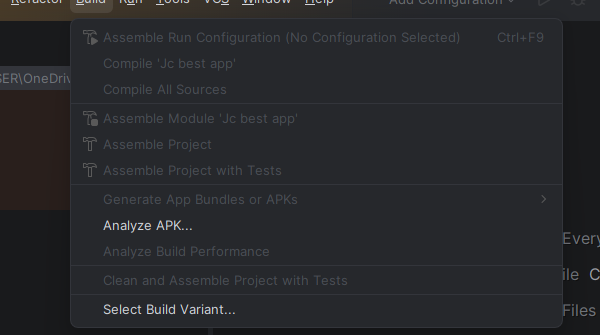 Refactor Build Run Tools VCS Window Help Add Configuration
Assemble Run Configuration (No Configuration Selected) Ctrl+F9
Compile 'Jc best app'
SER\OneDriv
Compile All Sources
Assemble Module 'Jc best app'
Assemble Project
Assemble Project with Tests
Generate App Bundles or APKs
Analyze APK...
Every
Analyze Build Performance
ile C
Clean and Assemble Project with Tests
Select Build Variant...
Files